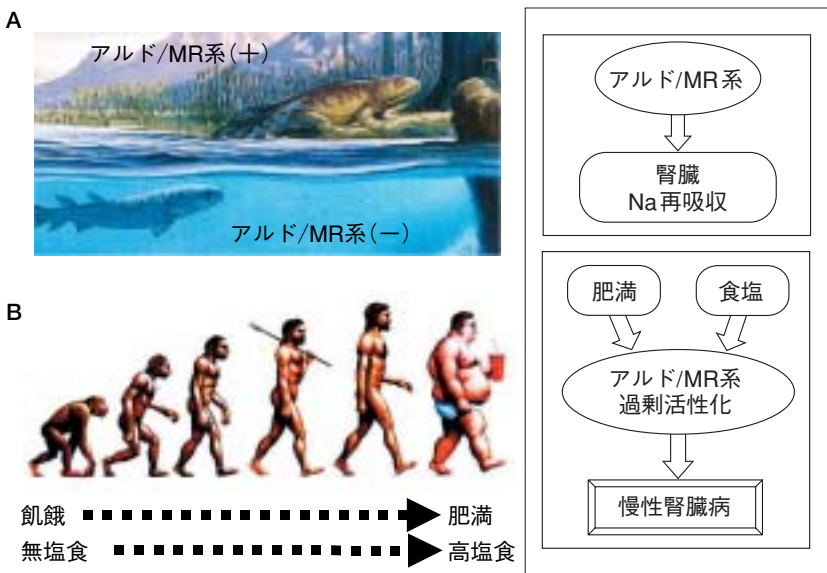 A
アルド/MR系(＋)
アルド/MR系(－)
B
飢餓
肥満
無塩食
高塩食
アルド/MR系
腎臓
Na再吸収
肥満
食塩
アルド/MR系
過剰活性化
慢性腎臓病